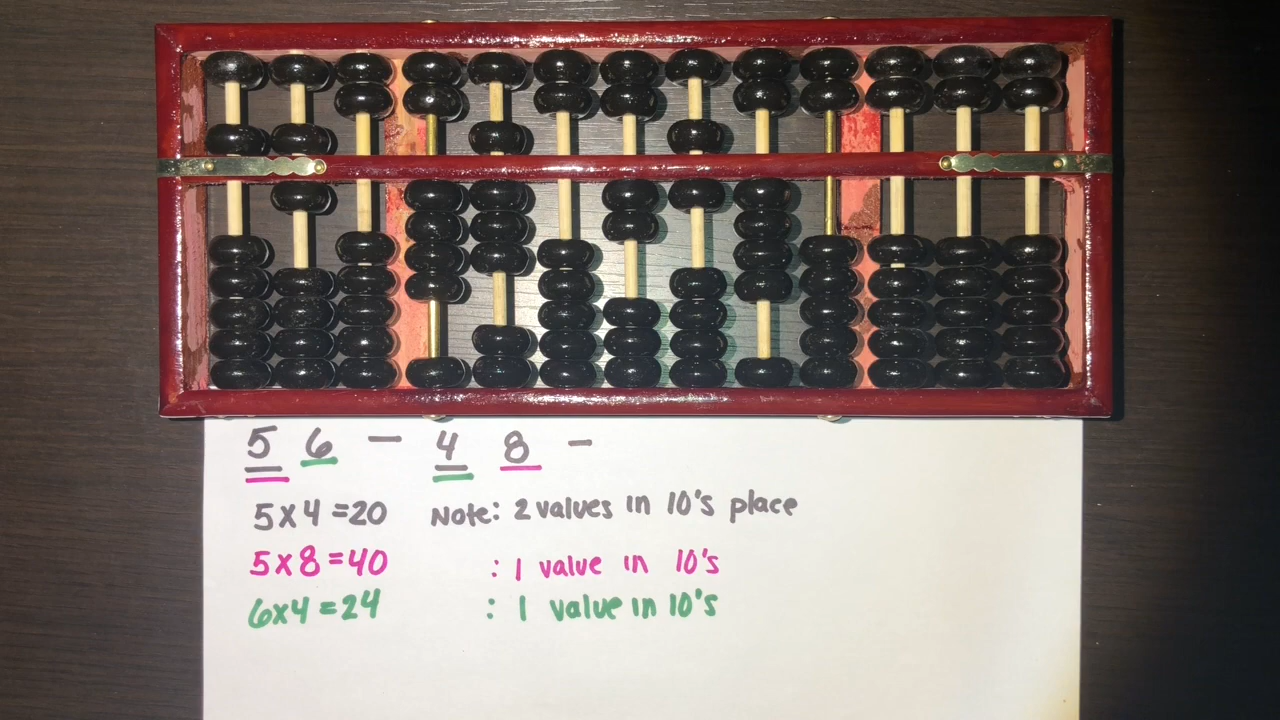 5 6 — 4 8 -
5x4=20 Note: 2 values in 10's place
5x8=40 : 1 value in 10's
6x4=24 : 1 value in 10's